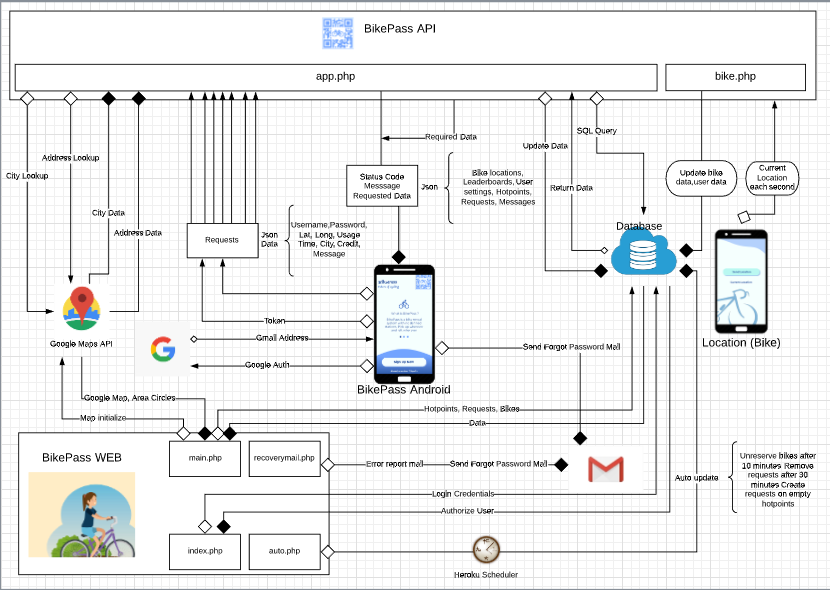 BikePass API
app.php
bike.php
Required Data
SQL Query
Update Data
Address Lookup
City Lookup
Status Code
Messsage
Requested Data
Json
Bike locations,
Leaderboards, User
settings, Hotpoints,
Requests, Messages
Return Data
Update bike
data,user data
Current
Location
each second
City Data
Address Data
Requests
Json
Data
Username,Password,
Lat, Long, Usage
Time, City, Credit,
Message
Database
Token
Gmail Address
Google Auth
Google Maps API
BikePass Android
Send Forgot Password Mail
Location (Bike)
Google Map, Area Circles
Map initialize
Hotpoints, Requests, Bikes
Data
BikePass WEB
main.php
recoverymail.php
Error report mail
Send Forgot Password Mail
Login Credentials
Authorize User
Auto update
Unreserve bikes after
10 minutes Remove
requests after 30
minutes Create
requests on empty
hotpoints
index.php
auto.php
Heroku Scheduler